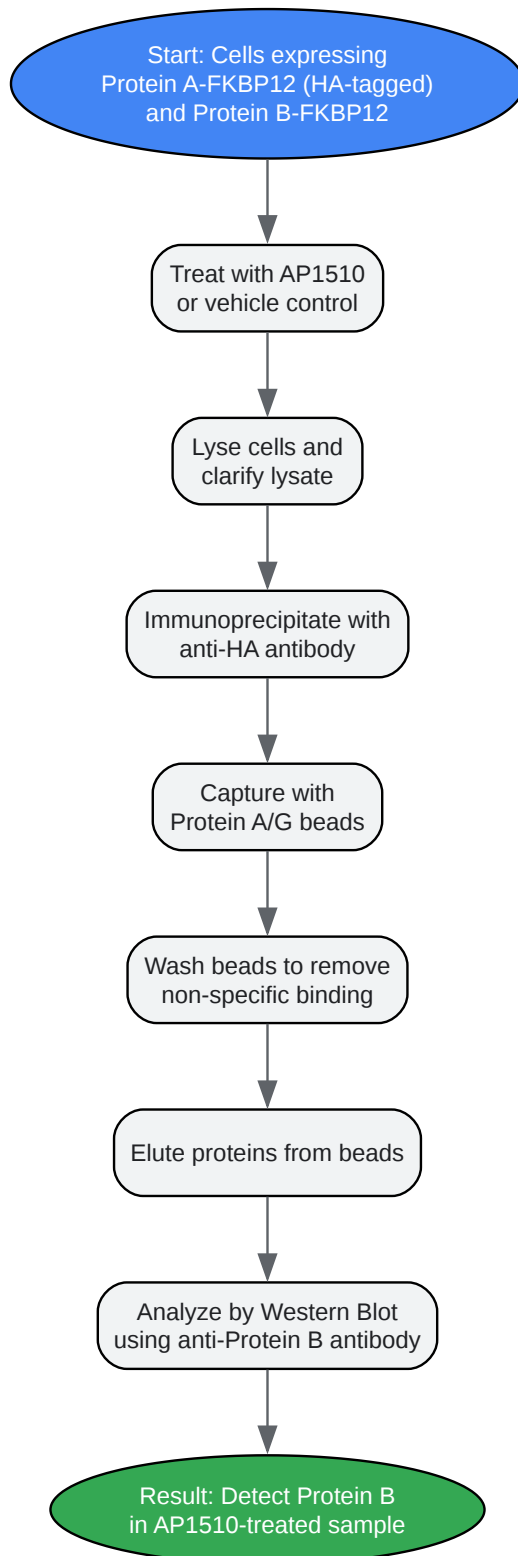 Start: Cells expressing
Protein A-FKBP12 (HA-tagged)
and Protein B-FKBP12
Treat with AP1510
or vehicle control
Lyse cells and
clarify lysate
Immunoprecipitate with
anti-HA antibody
Capture with
Protein A/G beads
Wash beads to remove
non-specific binding
Elute proteins from beads
Analyze by Western Blot
using anti-Protein B antibody
Result: Detect Protein B
in AP1510-treated sample